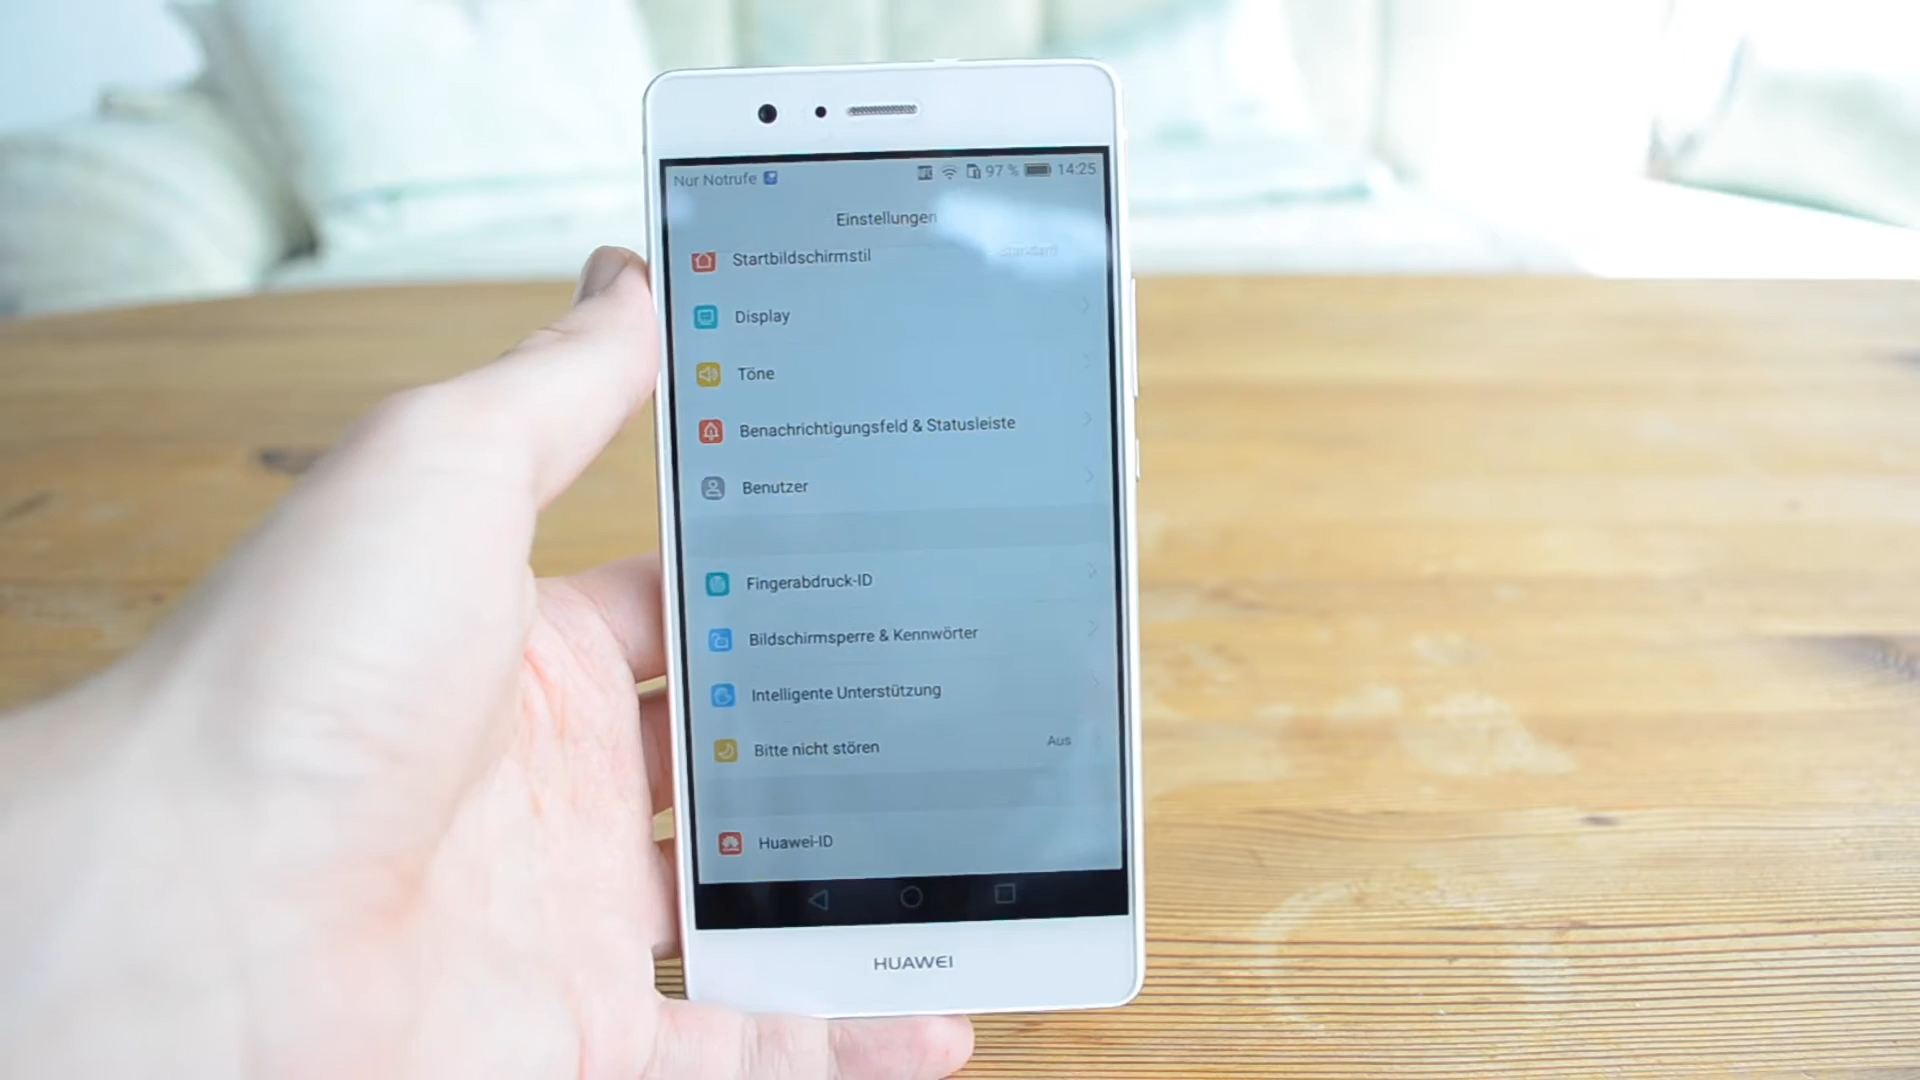 Nur Notrufe 97 % 14:25
Einstellungen
Startbildschirmstil Standard
Display
Töne
Benachrichtigungsfeld & Statusleiste
Benutzer
Fingerabdruck-ID
Bildschirmsperre & Kennwörter
Intelligente Unterstützung
Bitte nicht stören Aus
Huawei-ID
HUAWEI